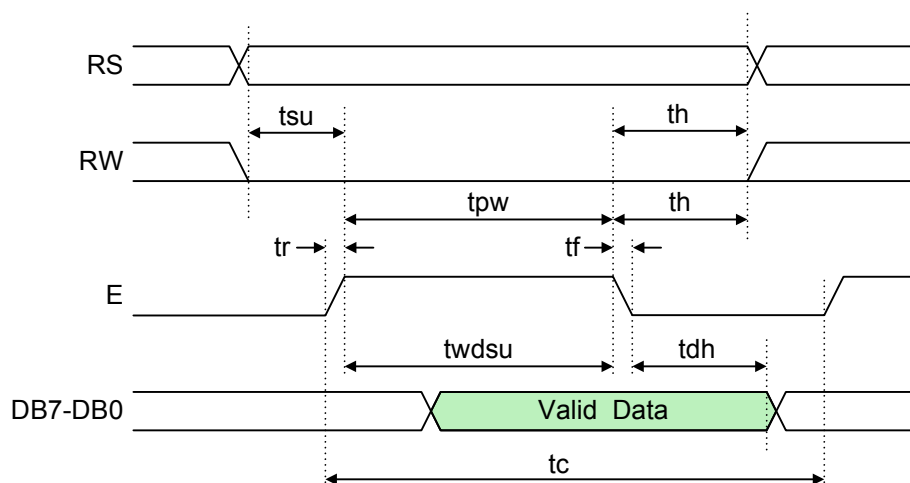 RS
tsu
th
RW
tpw
th
tr
tf
E
twdsu
tdh
DB7-DB0
Valid Data
tc